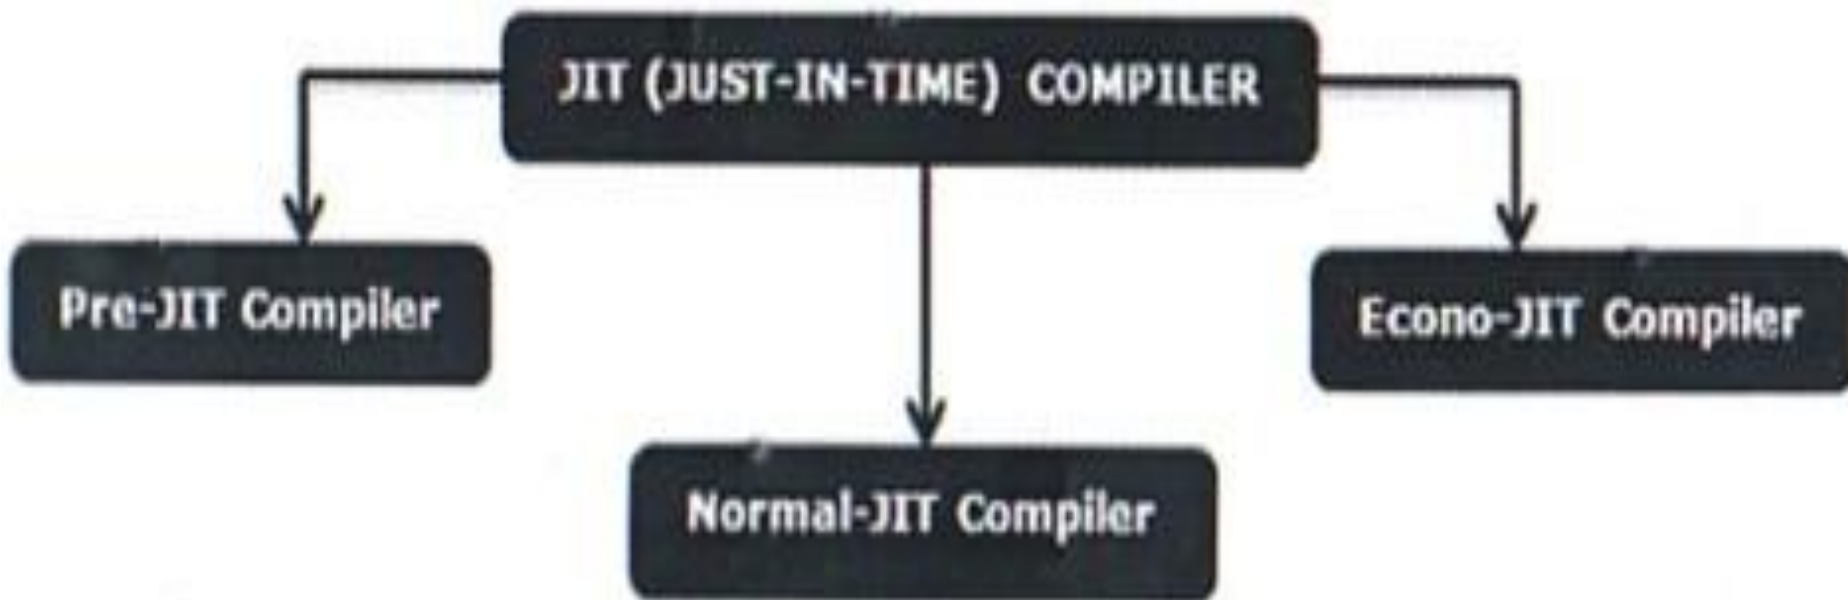 JIT (JUST-IN-TIME) COMPILER
Pre-JIT Compiler
Econo-JIT Compiler
Normal-JIT Compiler